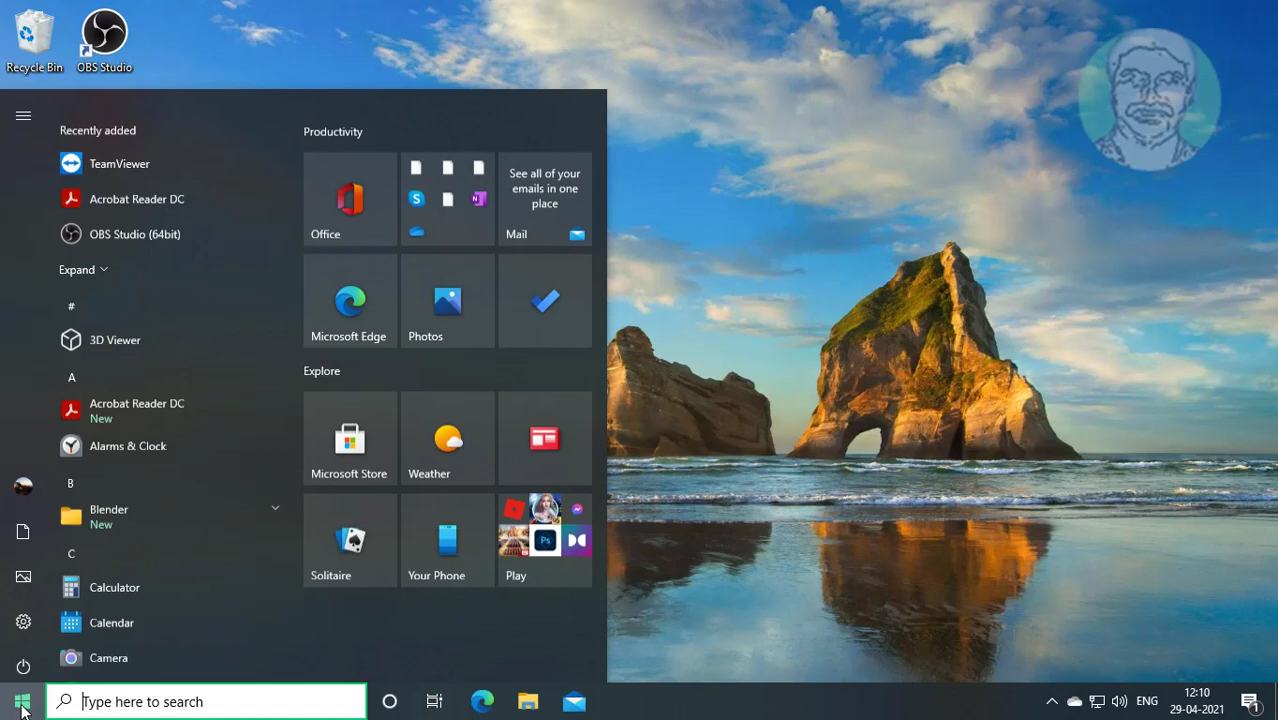 Recycle Bin
OBS Studio
Recently added
TeamViewer
Acrobat Reader DC
OBS Studio (64bit)
Expand
#
3D Viewer
A
Acrobat Reader DC
New
Alarms & Clock
B
Blender
New
C
Calculator
Calendar
Camera
Productivity
Office
See all of your
emails in one
place
Mail
Microsoft Edge
Photos
Explore
Microsoft Store
Weather
Solitaire
Your Phone
Ps
Play
Type here to search
ENG
12:10
29-04-2021
1